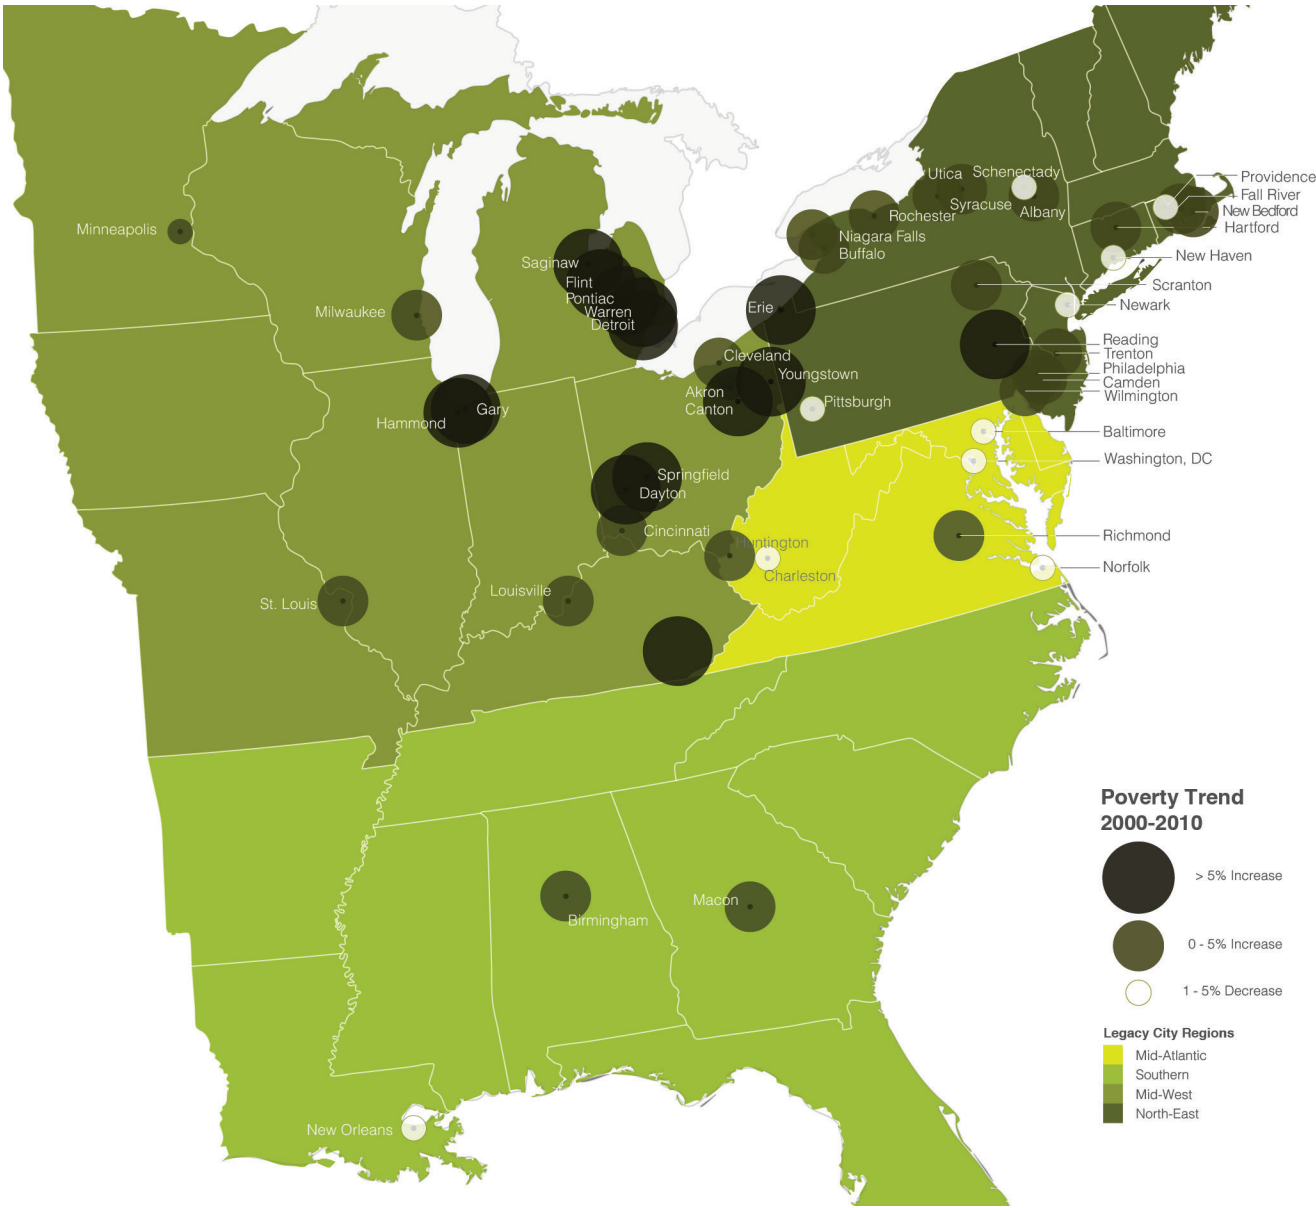 Utica
Schenectady
Providence
Fall River
Syracuse
Albany
New Bedford
Rochester
Hartford
Minneapolis
Niagara Falls
Buffalo
New Haven
Saginaw
Flint
Scranton
Pontiac
Newark
Milwaukee
Warren
Erie
Detroit
Reading
Trenton
Cleveland
Philadelphia
Youngstown
Camden
Akron
Wilmington
Pittsburgh
Canton
Gary
Hammond
Baltimore
Washington, DC
Springfield
Dayton
Cincinnati
Richmond
Huntington
Charleston
Norfolk
Louisville
St. Louis
Macon
Birmingham
New Orleans
Poverty Trend
2000-2010
> 5% Increase
0 - 5% Increase
1 - 5% Decrease
Legacy City Regions
Mid-Atlantic
Southern
Mid-West
North-East